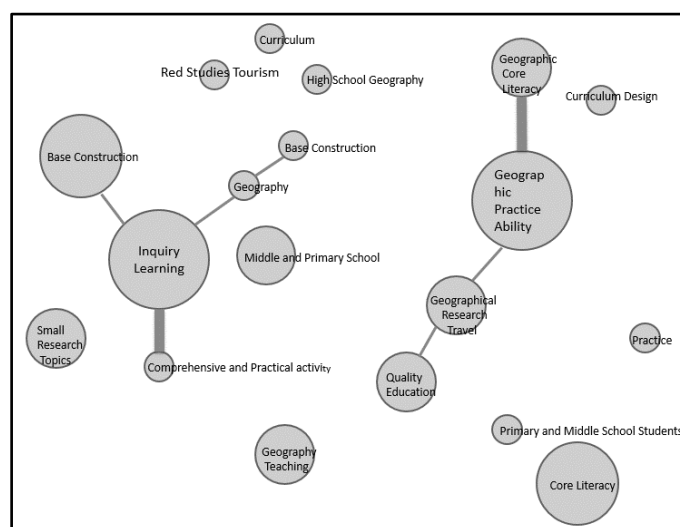 Curriculum
Red Studies Tourism
High School Geography
Geographic
Core
Literacy
Curriculum Design
Base Construction
Base Construction
Geography
Geograp
hic
Practice
Ability
Inquiry
Learning
Middle and Primary School
Geographical
Research
Travel
Small
Research
Topics
Comprehensive and Practical activity
Practice
Quality
Education
Primary and Middle School Students
Geography
Teaching
Core Literacy